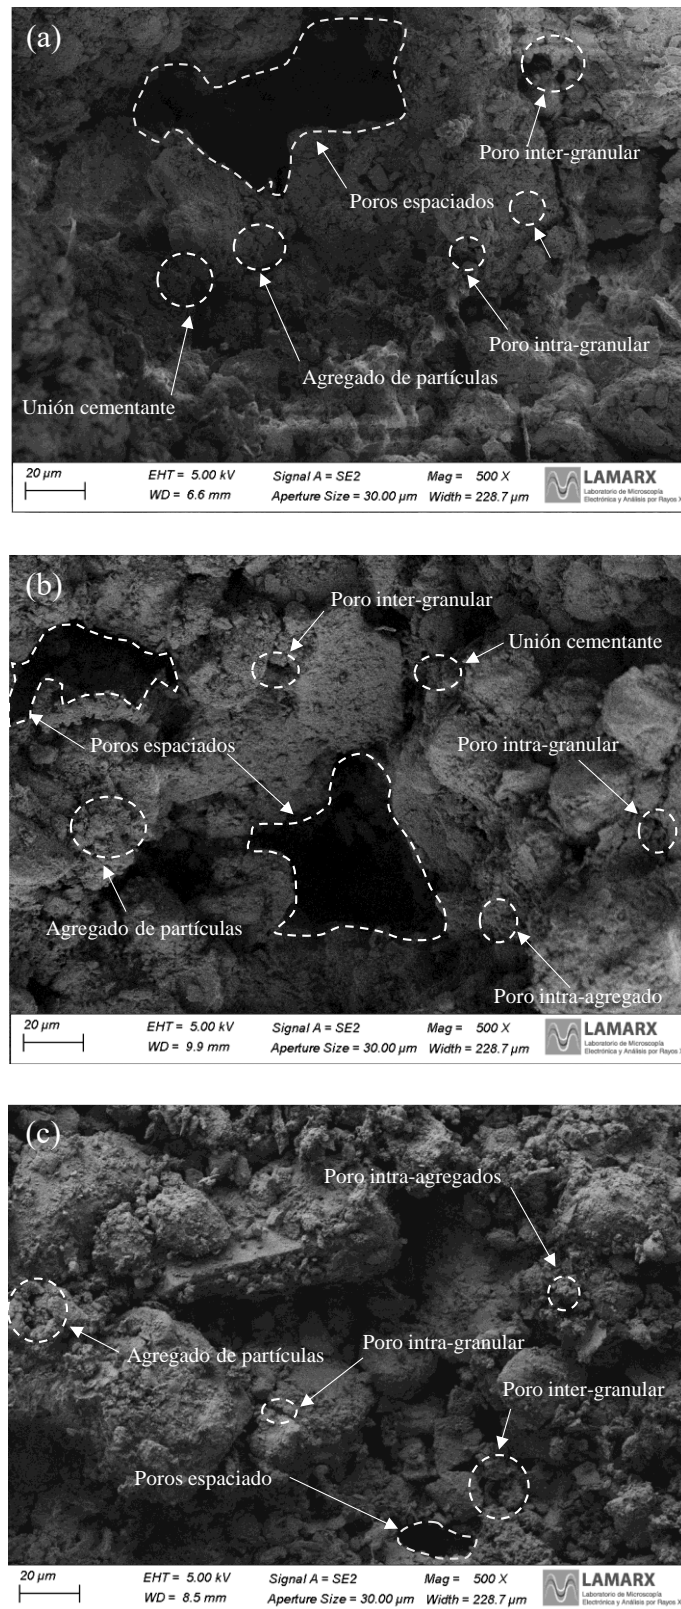 (a)
Poro inter-granular
Poros espaciados
Poro intra-granular
Agregado de partículas
Unión cementante
20 µm
EHT = 5.00 kV
Signal A = SE2
Mag = 500 X
WD = 6.6 mm
Aperture Size = 30.00 µm
Width = 228.7 µm
LAMARX
Laboratorio de Microscopía
Electrónica y Análisis por Rayos X
(b)
Poro inter-granular
Unión cementante
Poros espaciados
Poro intra-granular
Agregado de partículas
Poro intra-agregado
20 µm
EHT = 5.00 kV
Signal A = SE2
Mag = 500 X
WD = 9.9 mm
Aperture Size = 30.00 µm
Width = 228.7 µm
LAMARX
Laboratorio de Microscopía
Electrónica y Análisis por Rayos X
(c)
Poro intra-agregados
Agregado de partículas
Poro intra-granular
Poro inter-granular
Poros espaciado
20 µm
EHT = 5.00 kV
Signal A = SE2
Mag = 500 X
WD = 8.5 mm
Aperture Size = 30.00 µm
Width = 228.7 µm
LAMARX
Laboratorio de Microscopía
Electrónica y Análisis por Rayos X